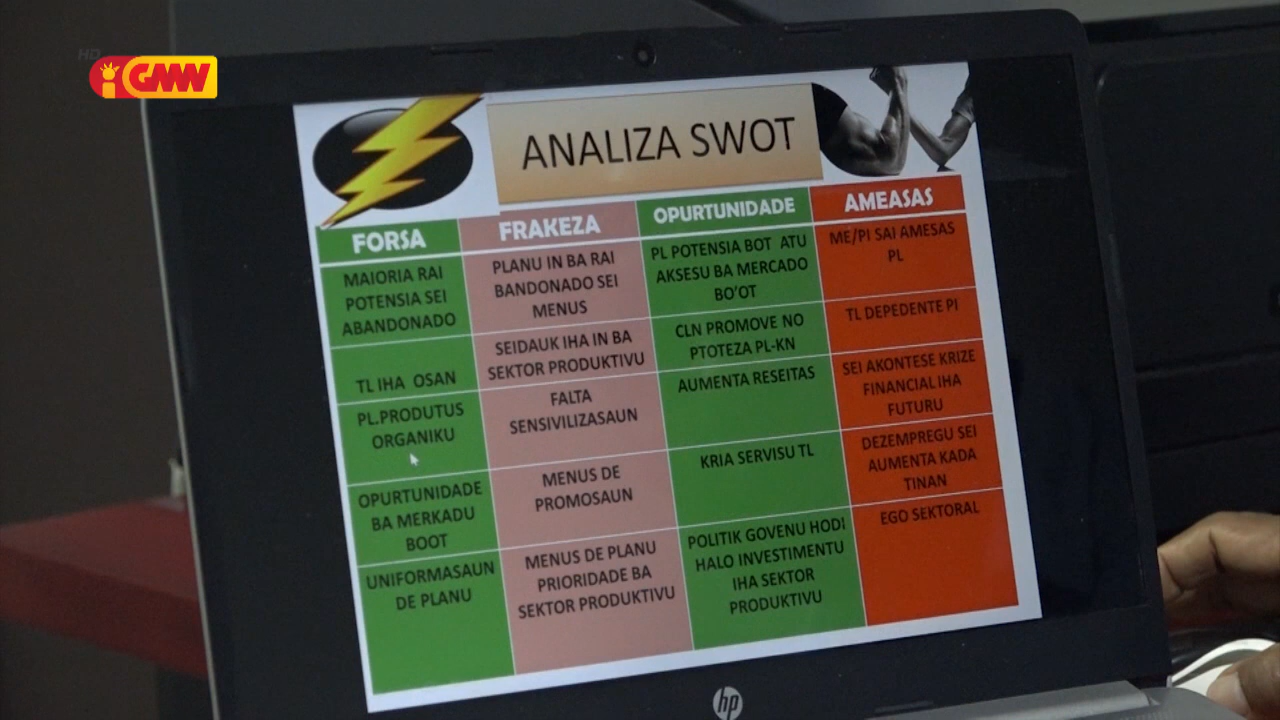 HD
GMW
ANALIZA SWOT
FORSA
MAIORIA RAI
POTENSIA SEI
ABANDONADO
TL IHA OSAN
PL.PRODUTUS
ORGANIKU
OPURTUNIDADE
BA MERKADU
BOOT
UNIFORMASAUN
DE PLANU
FRAKEZA
PLANU IN BA RAI
BANDONADO SEI
MENUS
SEIDAUK IHA IN BA
SEKTOR PRODUKTIVU
FALTA
SENSIVILIZASAUN
MENUS DE
PROMOSAUN
MENUS DE PLANU
PRIORIDADE BA
SEKTOR PRODUKTIVU
OPURTUNIDADE
PL POTENSIA BOT ATU
AKSESU BA MERCADO
BO'OT
CLN PROMOVE NO
PTOTEZA PL-KN
AUMENTA RESEITAS
KRIA SERVISU TL
POLITIK GOVENU HODI
HALO INVESTIMENTU
IHA SEKTOR
PRODUKTIVU
AMEASAS
ME/PI SAI AMESAS
PL
TL DEPEDENTE PI
SEI AKONTESE KRIZE
FINANCIAL IHA
FUTURU
DEZEMPREGU SEI
AUMENTA KADA
TINAN
EGO SEKTORAL
hp